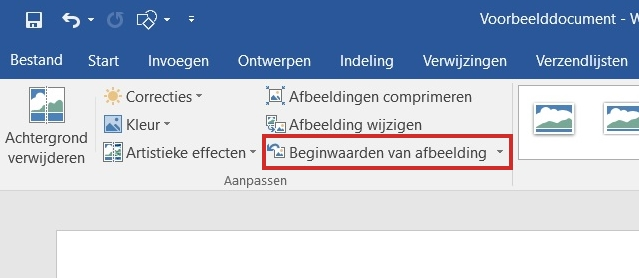 Voorbeelddocument - W
Bestand Start Invoegen Ontwerpen Indeling Verwijzingen Verzendlijsten
Achtergrond verwijderen
Correcties
Kleur
Artistieke effecten
Afbeeldingen comprimeren
Afbeelding wijzigen
Beginwaarden van afbeelding
Aanpassen